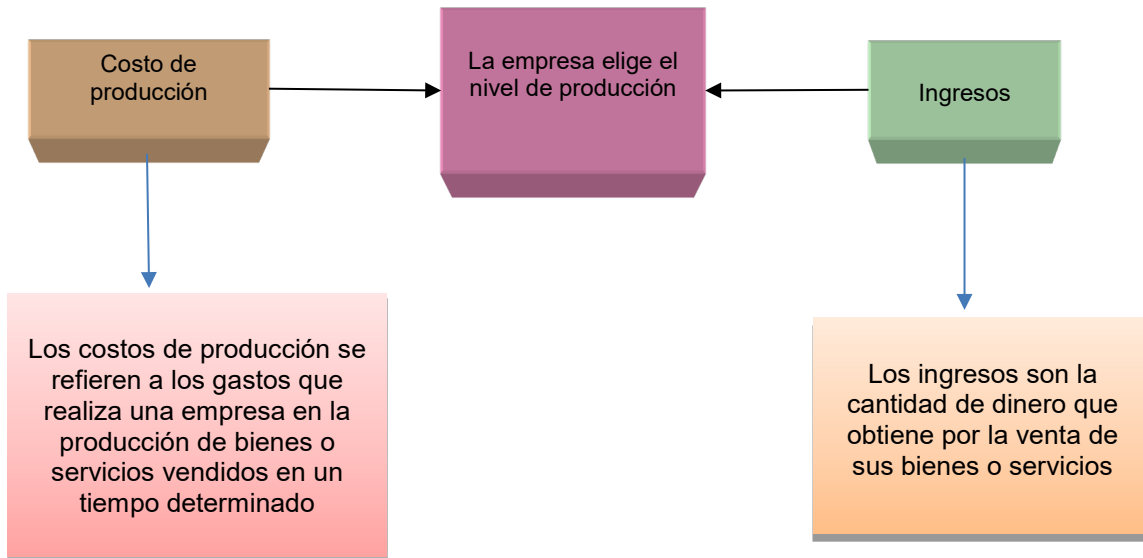 Costo de
producción
La empresa elige el
nivel de producción
Ingresos
Los costos de producción se
refieren a los gastos que
realiza una empresa en la
producción de bienes o
servicios vendidos en un
tiempo determinado
Los ingresos son la
cantidad de dinero que
obtiene por la venta de
sus bienes o servicios